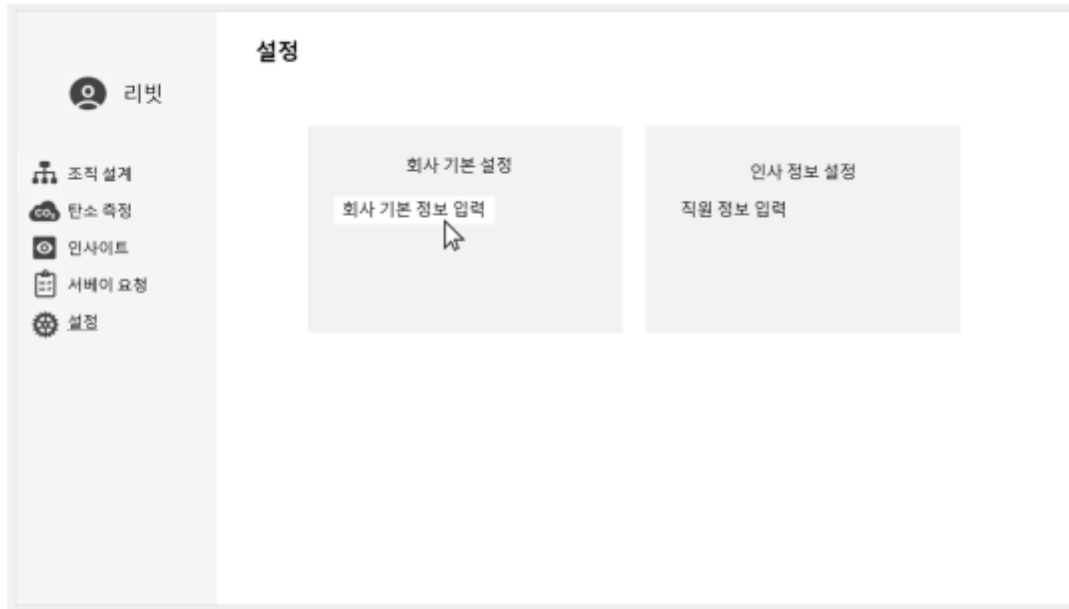 설정
리빗
조직 설계
탄소 측정
인사이트
서베이 요청
설정
회사 기본 설정
회사 기본 정보 입력
인사 정보 설정
직원 정보 입력